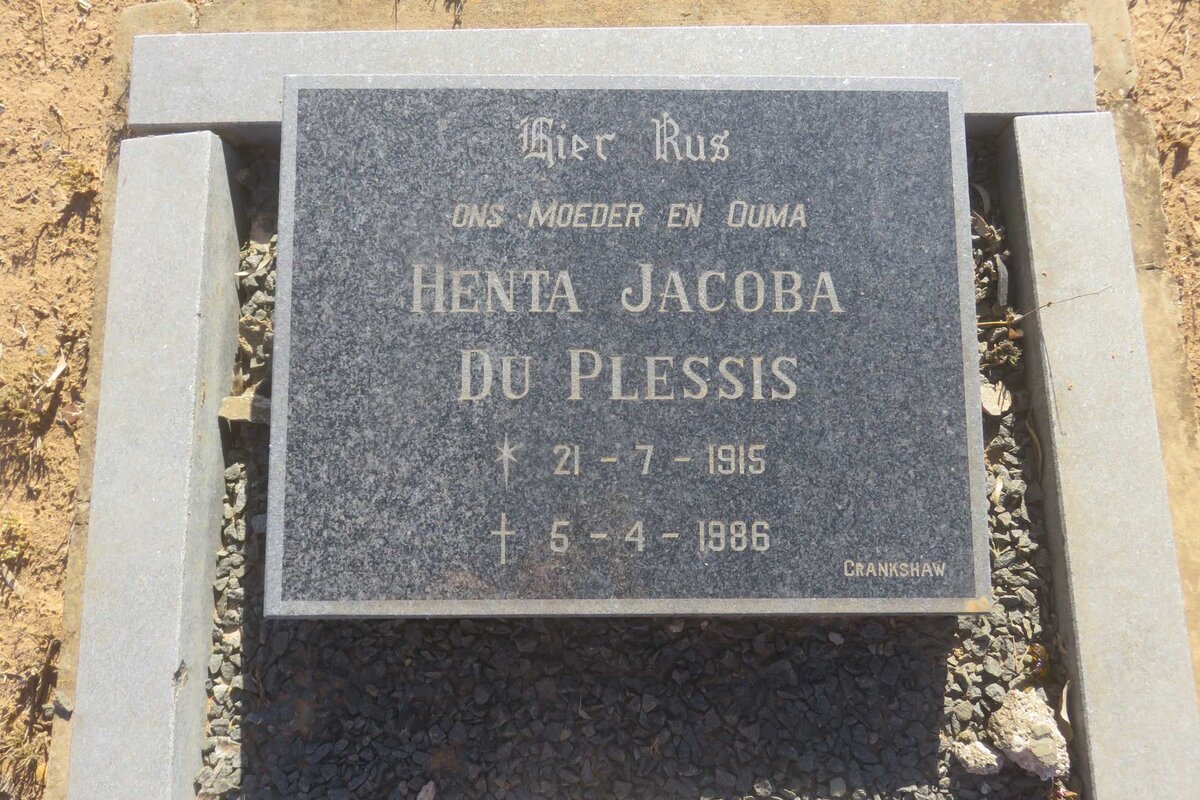 Hier Rus
ONS MOEDER EN OUMA
HENTA JACOBA
DU PLESSIS
* 21 - 7 - 1915
† 5 - 4 - 1986
CRANKSHAW